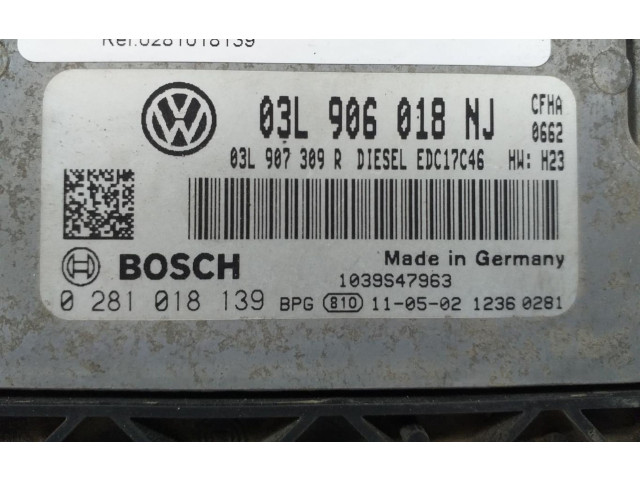 Ref.0281018139
03L 906 018 NJ
CFHA
0662
03L 907 309 R DIESEL EDC17C46 HW: H23
Made in Germany
BOSCH
1039S47963
0 281 018 139 BPG 810 11-05-02 1236 0281